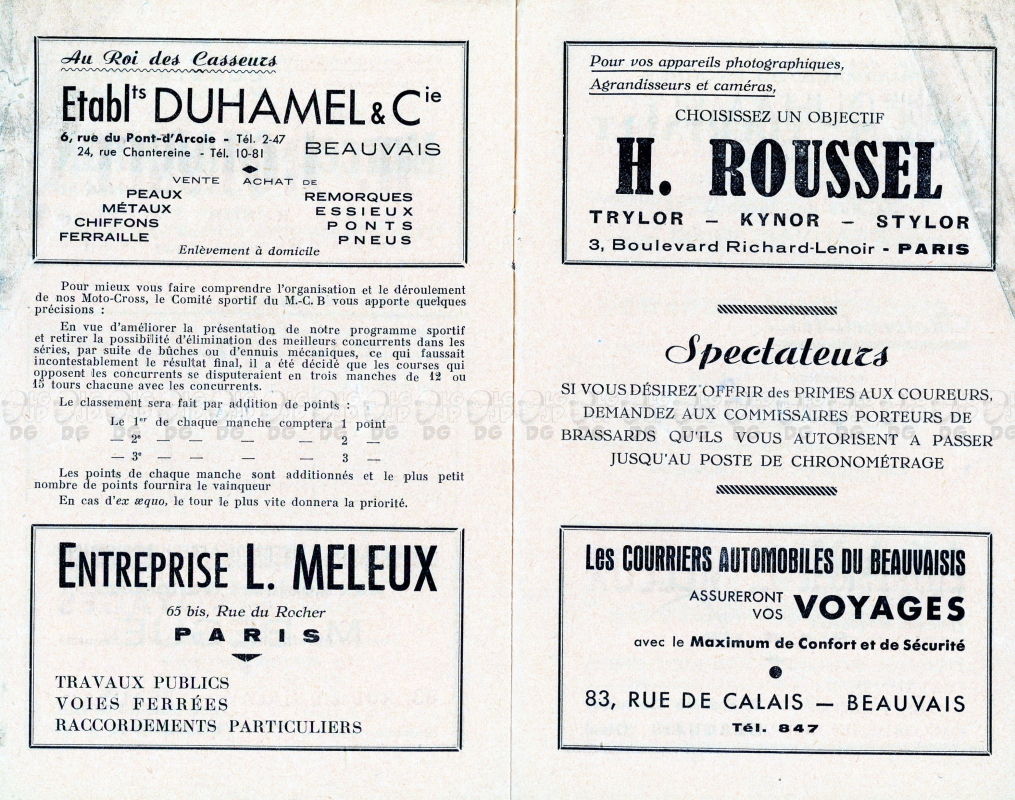 Au Roi des Casseurs
Etablts DUHAMEL & Cie
6, rue du Pont-d'Arcole - Tél. 2-47
24, rue Chantereine - Tél. 10-81
BEAUVAIS
VENTE ACHAT DE
PEAUX
MÉTAUX
CHIFFONS
FERRAILLE
REMORQUES
ESSIEUX
PONTS
PNEUS
Enlèvement à domicile
Pour mieux vous faire comprendre l'organisation et le déroulement
de nos Moto-Cross, le Comité sportif du M.-C. B vous apporte quelques
précisions :
En vue d'améliorer la présentation de notre programme sportif
et retirer la possibilité d'élimination des meilleurs concurrents dans les
séries, par suite de bûches ou d'ennuis mécaniques, ce qui faussait
incontestablement le résultat final, il a été décidé que les courses qui
opposent les concurrents se disputeraient en trois manches de 12 ou
15 tours chacune avec les concurrents.
Le classement sera fait par addition de points :
Le 1er de chaque manche comptera 1 point
— 2e — — — — 2 —
— 3e — — — — 3 —
Les points de chaque manche sont additionnés et le plus petit
nombre de points fournira le vainqueur
En cas d'ex æquo, le tour le plus vite donnera la priorité.
ENTREPRISE L. MELEUX
65 bis, Rue du Rocher
PARIS
TRAVAUX PUBLICS
VOIES FERRÉES
RACCORDEMENTS PARTICULIERS
Pour vos appareils photographiques,
Agrandisseurs et caméras,
CHOISISSEZ UN OBJECTIF
H. ROUSSEL
TRYLOR — KYNOR — STYLOR
3, Boulevard Richard-Lenoir - PARIS
Spectateurs
SI VOUS DÉSIREZ OFFRIR des PRIMES AUX COUREURS,
DEMANDEZ AUX COMMISSAIRES PORTEURS DE
BRASSARDS QU'ILS VOUS AUTORISENT A PASSER
JUSQU'AU POSTE DE CHRONOMÉTRAGE
Les COURRIERS AUTOMOBILES DU BEAUVAISIS
ASSURERONT
VOS VOYAGES
avec le Maximum de Confort et de Sécurité
83, RUE DE CALAIS — BEAUVAIS
Tél. 847